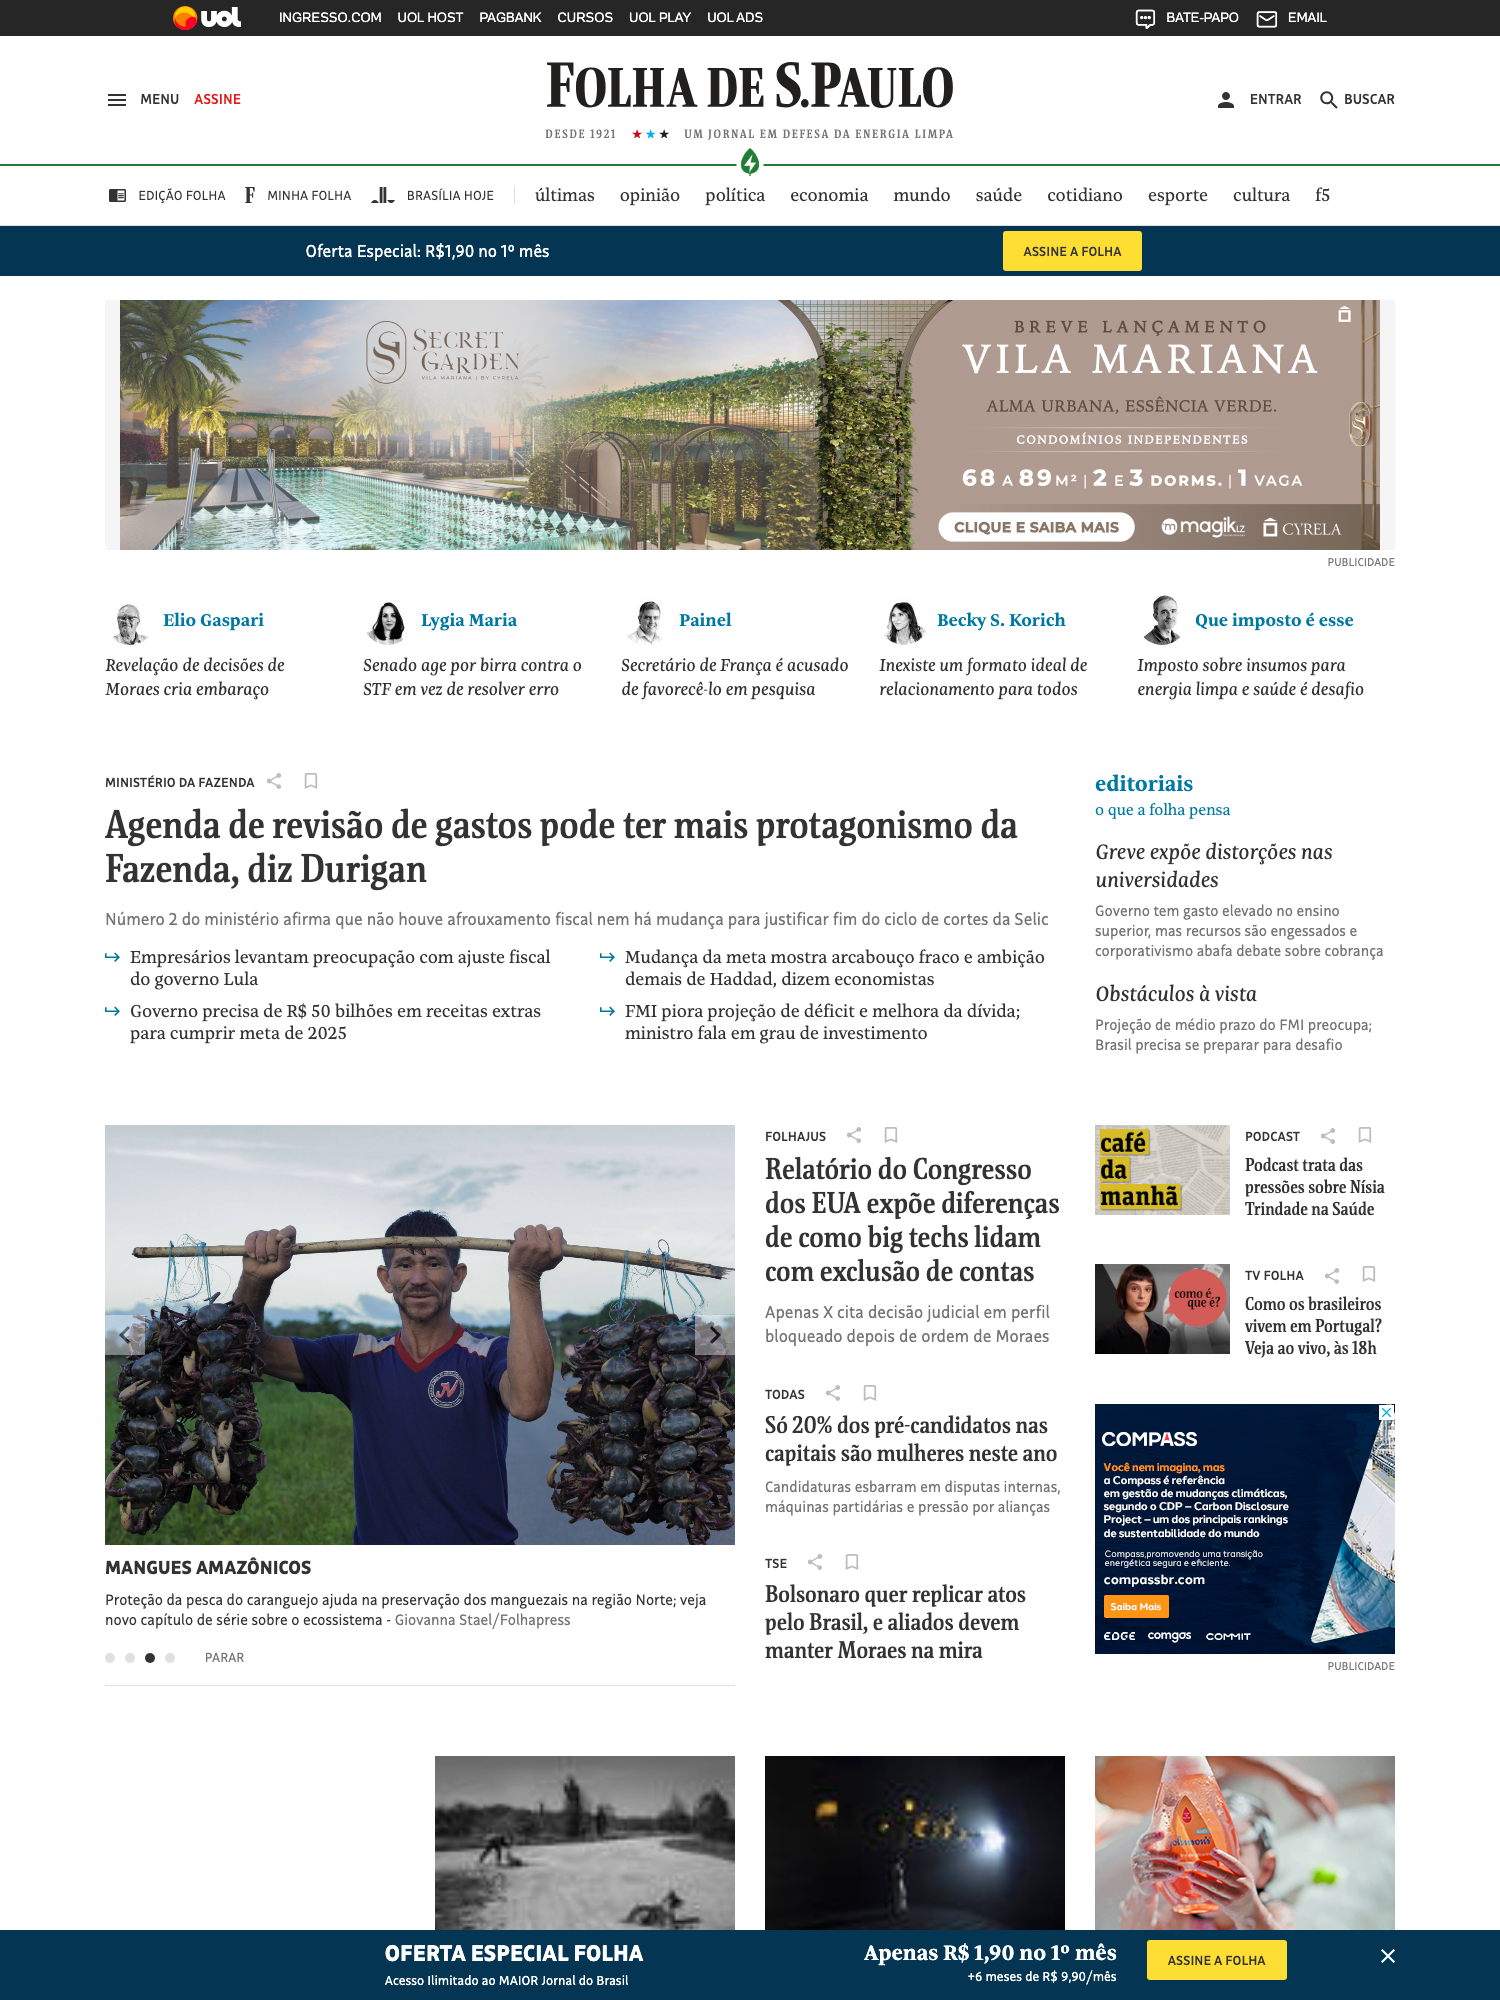 uol INGRESSO.COM UOL HOST PAGBANK CURSOS UOL PLAY UOL ADS BATE-PAPO EMAIL
MENU ASSINE
FOLHA DE S.PAULO
ENTRAR BUSCAR
DESDE 1921 ★★★ UM JORNAL EM DEFESA DA ENERGIA LIMPA
EDIÇÃO FOLHA F MINHA FOLHA BRASÍLIA HOJE últimas opinião política economia mundo saúde cotidiano esporte cultura f5
Oferta Especial: R$1,90 no 1º mês ASSINE A FOLHA
SECRET
GARDEN
VILA MARIANA | BY CYRELA
BREVE LANÇAMENTO
VILA MARIANA
ALMA URBANA, ESSÊNCIA VERDE.
CONDOMÍNIOS INDEPENDENTES
68 A 89M² | 2 E 3 DORMS. | 1 VAGA
CLIQUE E SAIBA MAIS magik LZ CYRELA
PUBLICIDADE
Elio Gaspari
Revelação de decisões de
Moraes cria embaraço
Lygia Maria
Senado age por birra contra o
STF em vez de resolver erro
Painel
Secretário de França é acusado
de favorecê-lo em pesquisa
Becky S. Korich
Inexiste um formato ideal de
relacionamento para todos
Que imposto é esse
Imposto sobre insumos para
energia limpa e saúde é desafio
MINISTÉRIO DA FAZENDA
Agenda de revisão de gastos pode ter mais protagonismo da
Fazenda, diz Durigan
Número 2 do ministério afirma que não houve afrouxamento fiscal nem há mudança para justificar fim do ciclo de cortes da Selic
Empresários levantam preocupação com ajuste fiscal
do governo Lula
Governo precisa de R$ 50 bilhões em receitas extras
para cumprir meta de 2025
Mudança da meta mostra arcabouço fraco e ambição
demais de Haddad, dizem economistas
FMI piora projeção de déficit e melhora da dívida;
ministro fala em grau de investimento
editoriais
o que a folha pensa
Greve expõe distorções nas
universidades
Governo tem gasto elevado no ensino
superior, mas recursos são engessados e
corporativismo abafa debate sobre cobrança
Obstáculos à vista
Projeção de médio prazo do FMI preocupa;
Brasil precisa se preparar para desafio
MANGUES AMAZÔNICOS
Proteção da pesca do caranguejo ajuda na preservação dos manguezais na região Norte; veja
novo capítulo de série sobre o ecossistema - Giovanna Stael/Folhapress
PARAR
FOLHAJUS
Relatório do Congresso
dos EUA expõe diferenças
de como big techs lidam
com exclusão de contas
Apenas X cita decisão judicial em perfil
bloqueado depois de ordem de Moraes
TODAS
Só 20% dos pré-candidatos nas
capitais são mulheres neste ano
Candidaturas esbarram em disputas internas,
máquinas partidárias e pressão por alianças
TSE
Bolsonaro quer replicar atos
pelo Brasil, e aliados devem
manter Moraes na mira
café
da
manhã
PODCAST
Podcast trata das
pressões sobre Nísia
Trindade na Saúde
como é
que é?
TV FOLHA
Como os brasileiros
vivem em Portugal?
Veja ao vivo, às 18h
COMPASS
Você nem imagina, mas
a Compass é referência
em gestão de mudanças climáticas,
segundo o CDP – Carbon Disclosure
Project – um dos principais rankings
de sustentabilidade do mundo
Compass,promovendo uma transição
energética segura e eficiente.
compassbr.com
Saiba Mais
EDGE comgas COMMIT
PUBLICIDADE
Johnson's
OFERTA ESPECIAL FOLHA
Acesso Ilimitado ao MAIOR Jornal do Brasil
Apenas R$ 1,90 no 1º mês
+6 meses de R$ 9,90/mês
ASSINE A FOLHA